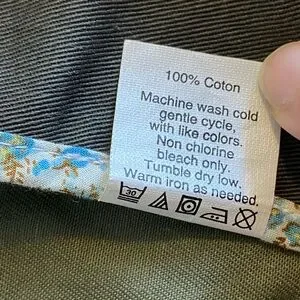 100% Coton
Machine wash cold
gentle cycle,
with like colors.
Non chlorine
bleach only.
Tumble dry low.
Warm iron as needed.
30